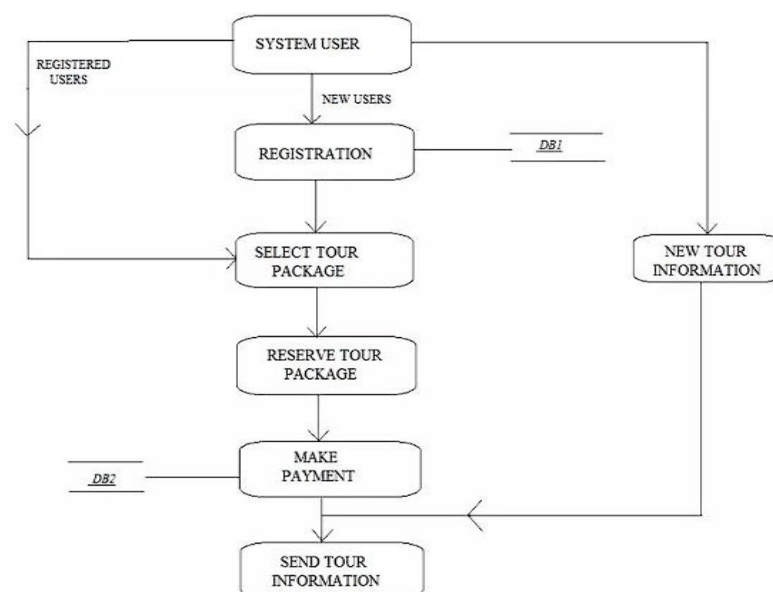 SYSTEM USER
REGISTERED
USERS
NEW USERS
REGISTRATION
DB1
SELECT TOUR
PACKAGE
NEW TOUR
INFORMATION
RESERVE TOUR
PACKAGE
MAKE
PAYMENT
DB2
SEND TOUR
INFORMATION